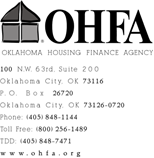 OHFA
OKLAHOMA HOUSING FINANCE AGENCY
100 N.W. 63rd. Suite 200
Oklahoma City, OK 73116
P.O. Box 26720
Oklahoma City, OK 73126-0720
Phone: (405) 848-1144
Toll Free: (800) 256-1489
TDD: (405) 848-7471
www.ohfa.org